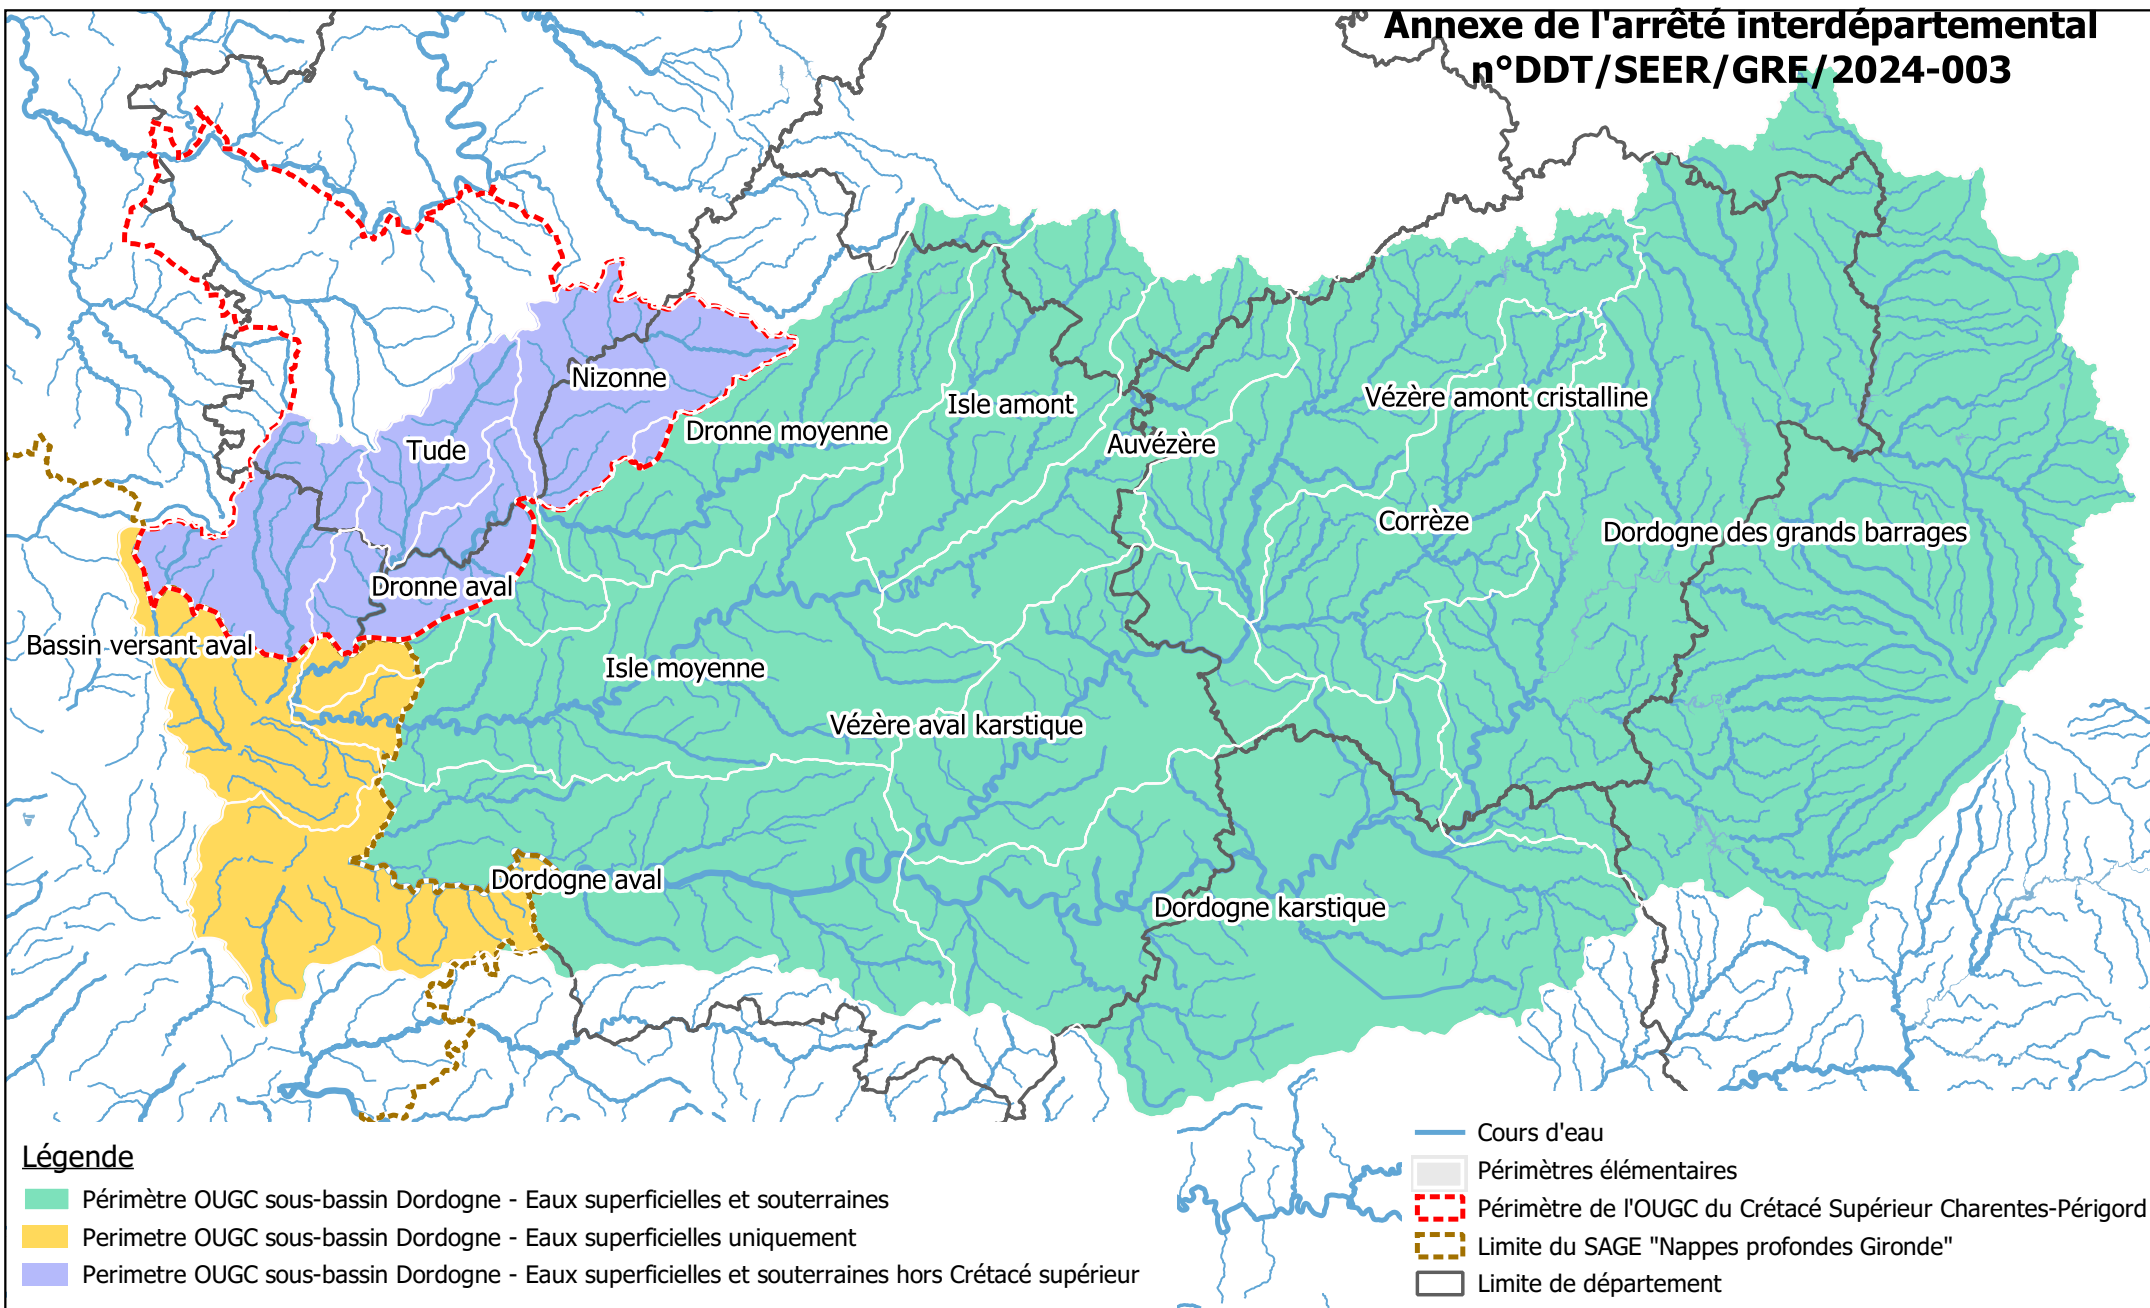 Annexe de l'arrêté interdépartemental
n°DDT/SEER/GRE/2024-003
Nizonne
Tude
Isle amont
Vézère amont cristalline
Dronne moyenne
Auvézère
Corrèze
Dordogne des grands barrages
Dronne aval
Bassin versant aval
Isle moyenne
Vézère aval karstique
Dordogne aval
Dordogne karstique
Légende
Périmètre OUGC sous-bassin Dordogne - Eaux superficielles et souterraines
Perimetre OUGC sous-bassin Dordogne - Eaux superficielles uniquement
Perimetre OUGC sous-bassin Dordogne - Eaux superficielles et souterraines hors Crétacé supérieur
Cours d'eau
Périmètres élémentaires
Périmètre de l'OUGC du Crétacé Supérieur Charentes-Périgord
Limite du SAGE "Nappes profondes Gironde"
Limite de département